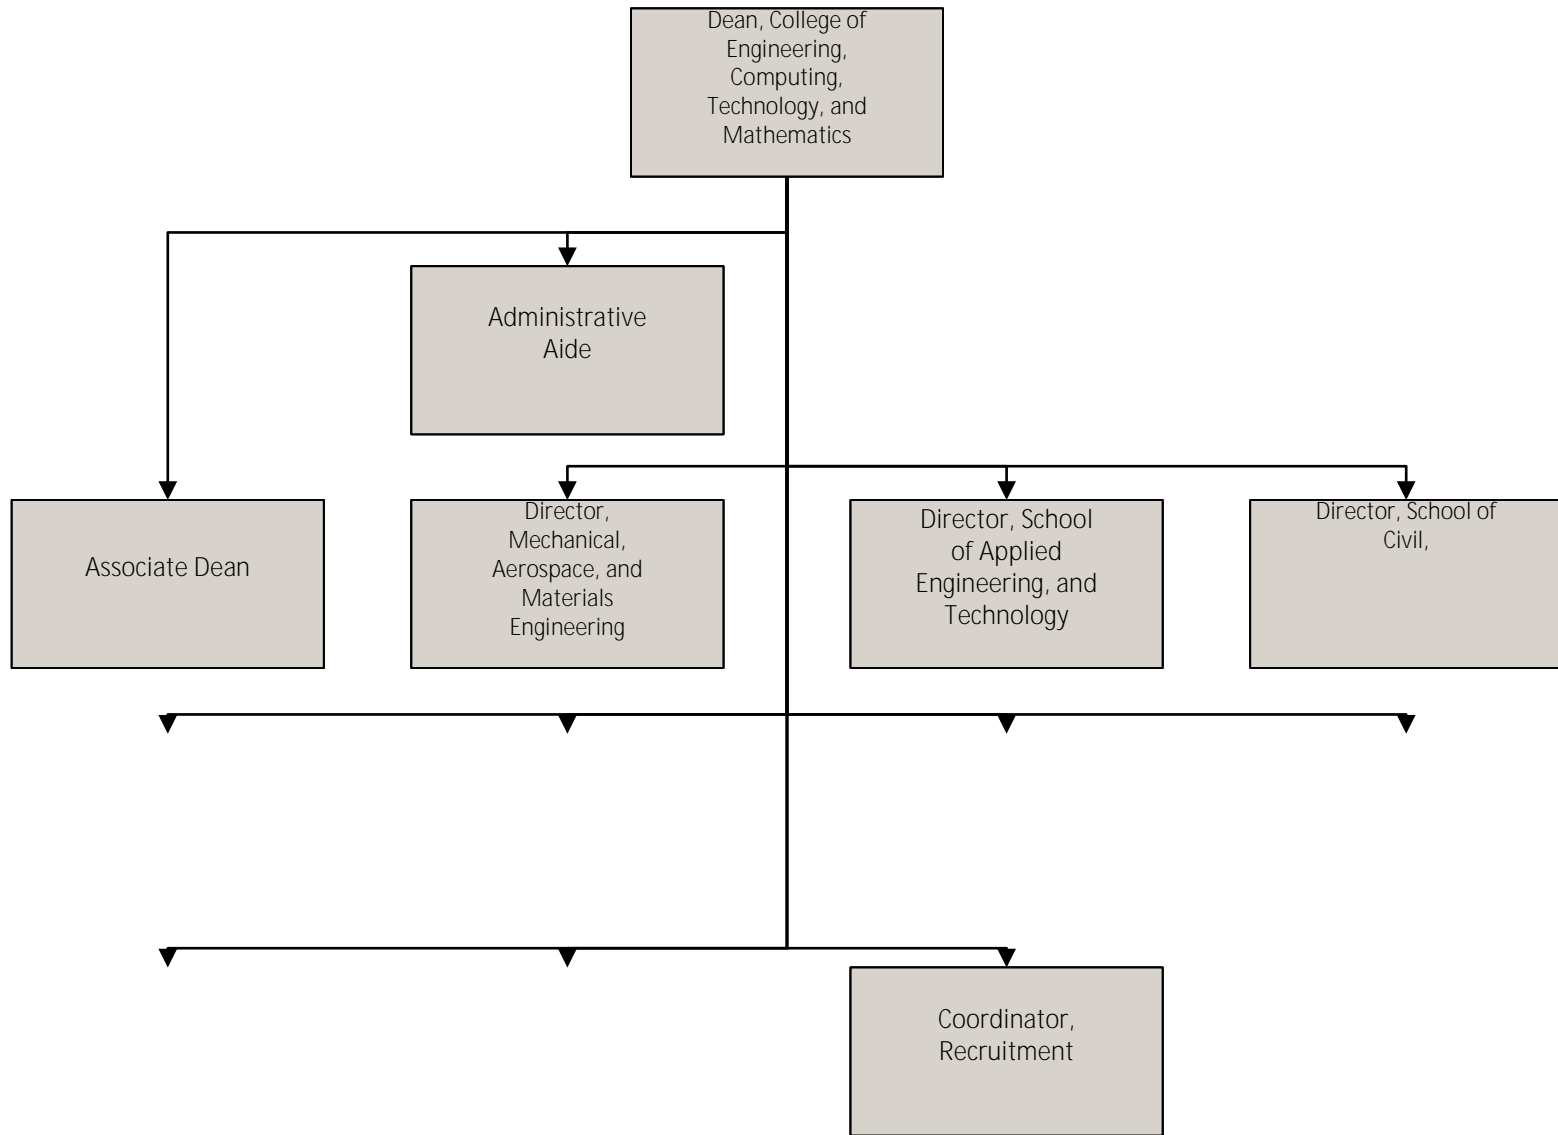 Dean, College of
Engineering,
Computing,
Technology, and
Mathematics
Administrative
Aide
Associate Dean
Director,
Mechanical,
Aerospace, and
Materials
Engineering
Director, School
of Applied
Engineering, and
Technology
Director, School of
Civil,
Coordinator,
Recruitment